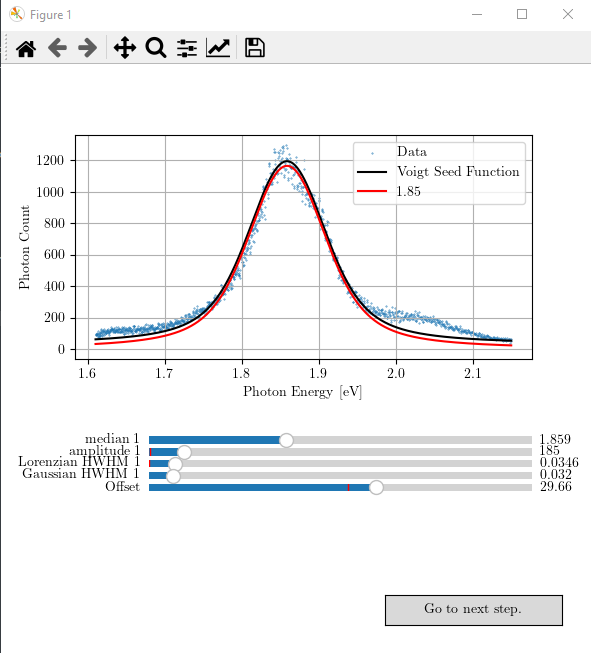 Figure 1
Data
Voigt Seed Function
1.85
1200
1000
800
600
400
200
0
Photon Count
1.6 1.7 1.8 1.9 2.0 2.1
Photon Energy [eV]
median 1 1.859
amplitude 1 185
Lorenzian HWHM 1 0.0346
Gaussian HWHM 1 0.032
Offset 29.66
Go to next step.